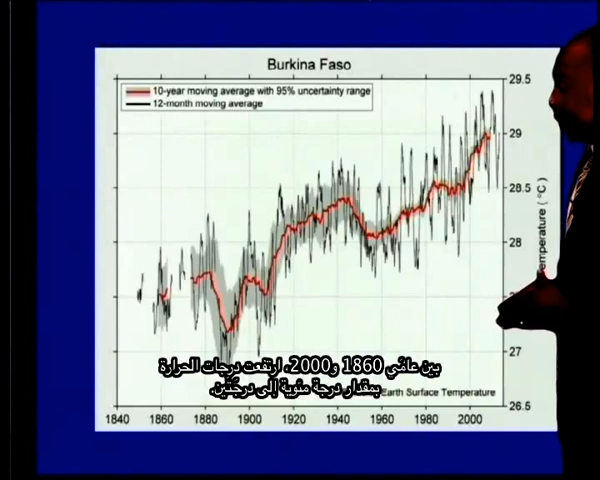 Burkina Faso
10-year moving average with 95% uncertainty range
12-month moving average
29.5
29
28.5
28
27
26.5
emperature ( °C )
بين عامَي 1860 و2000، ارتفعت درجات الحرارة
بمقدار درجة مئوية إلى درجتَين.
Earth Surface Temperature
1840 1860 1880 1900 1920 1940 1960 1980 2000